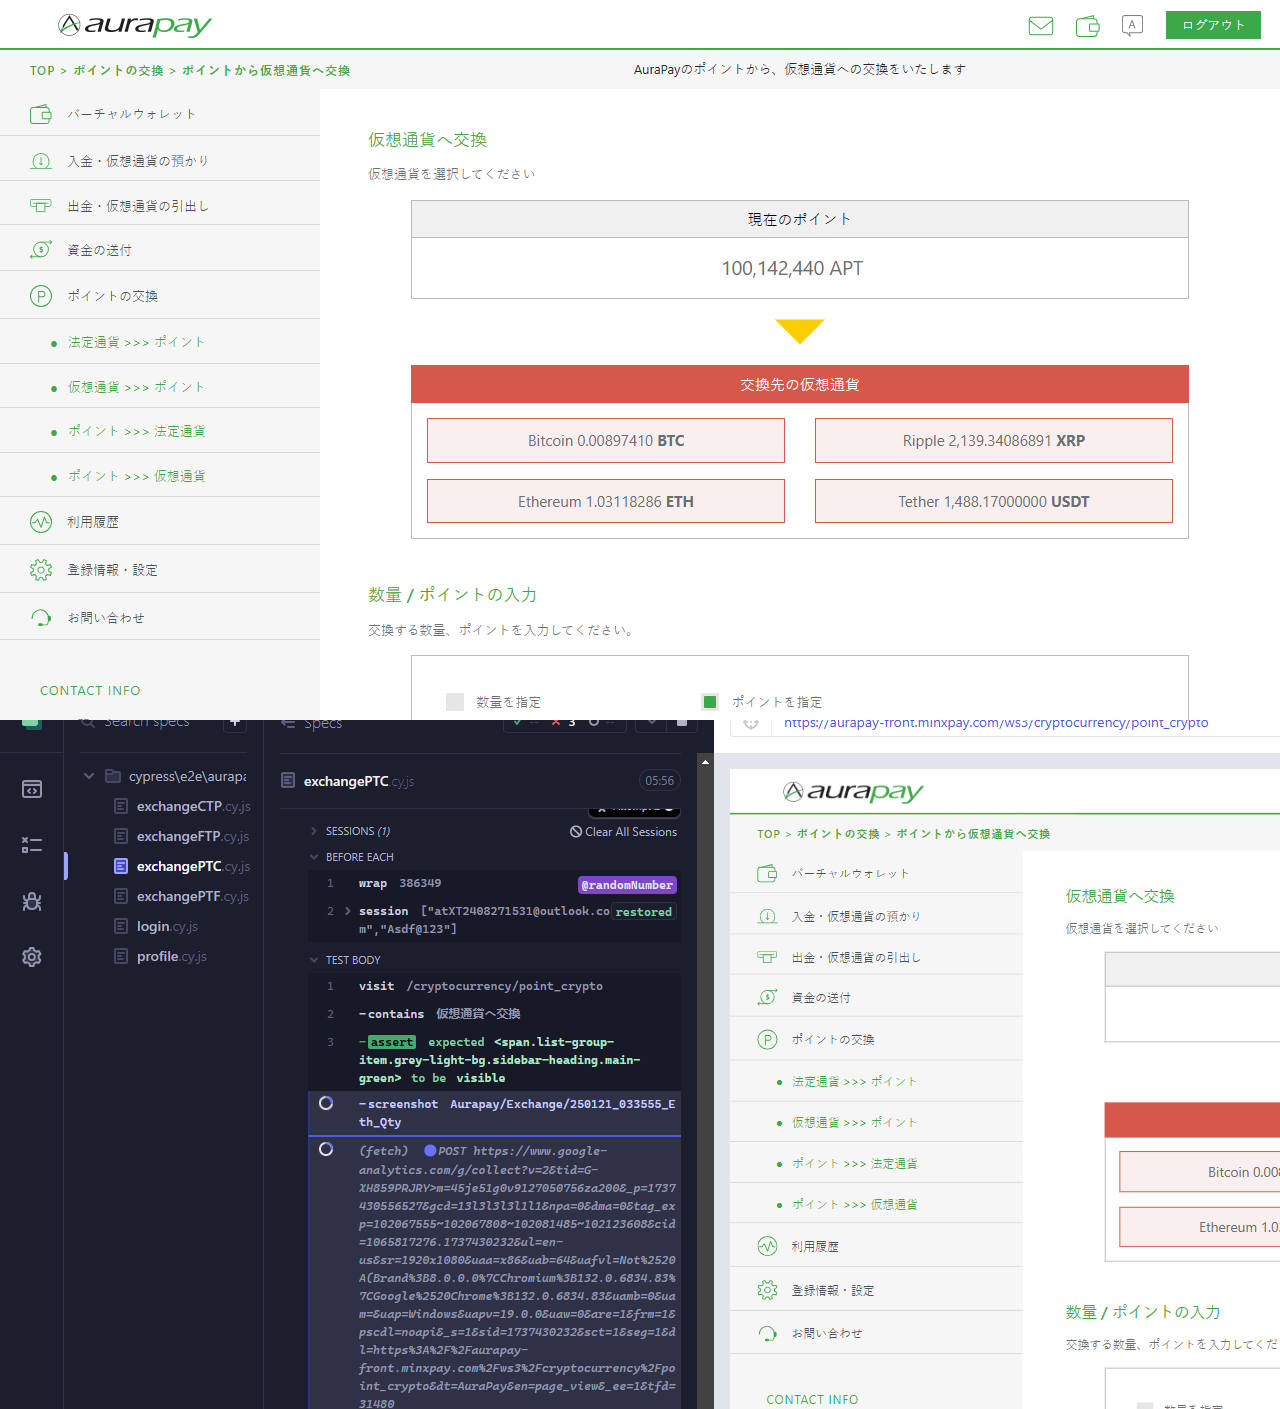 aurapay
A
ログアウト
TOP > ポイントの交換 > ポイントから仮想通貨へ交換
AuraPayのポイントから、仮想通貨への交換をいたします
バーチャルウォレット
入金・仮想通貨の預かり
出金・仮想通貨の引出し
資金の送付
ポイントの交換
法定通貨 >>> ポイント
仮想通貨 >>> ポイント
ポイント >>> 法定通貨
ポイント >>> 仮想通貨
利用履歴
登録情報・設定
お問い合わせ
CONTACT INFO
仮想通貨へ交換
仮想通貨を選択してください
現在のポイント
100,142,440 APT
交換先の仮想通貨
Bitcoin 0.00897410 BTC
Ripple 2,139.34086891 XRP
Ethereum 1.03118286 ETH
Tether 1,488.17000000 USDT
数量 / ポイントの入力
交換する数量、ポイントを入力してください。
数量を指定
ポイントを指定
Search specs
+
cypress\e2e\aurapa
exchangeCTP.cy.js
exchangeFTP.cy.js
exchangePTC.cy.js
exchangePTF.cy.js
login.cy.js
profile.cy.js
Specs
-- 3 --
exchangePTC.cy.js
05:56
SESSIONS (1)
Clear All Sessions
BEFORE EACH
1 wrap 386349 @randomNumber
2 session ["atXT2408271531@outlook.co restored
m","Asdf@123"]
TEST BODY
1 visit /cryptocurrency/point_crypto
2 -contains 仮想通貨へ交換
3 -assert expected <span.list-group-
item.grey-light-bg.sidebar-heading.main-
green> to be visible
-screenshot Aurapay/Exchange/250121_033555_E
th_Qty
(fetch) POST https://www.google-
analytics.com/g/collect?v=2&tid=G-
XH859PRJRY>m=45je51g0v9127050756za200&_p=1737
430556527&gcd=13l3l3l3l1l1&npa=0&dma=0&tag_ex
p=102067555~102067808~102081485~102123608&cid
=1065817276.1737430232&ul=en-
us&sr=1920x1080&uaa=x86&uab=64&uafvl=Not%2520
A(Brand%3B8.0.0.0%7CChromium%3B132.0.6834.83%
7CGoogle%2520Chrome%3B132.0.6834.83&uamb=0&ua
m=&uap=Windows&uapv=19.0.0&uaw=0&are=1&frm=1&
pscdl=noapi&_s=1&sid=1737430232&sct=1&seg=1&d
l=https%3A%2F%2Faurapay-
front.minxpay.com%2Fws3%2Fcryptocurrency%2Fpo
int_crypto&dt=AuraPay&en=page_view&_ee=1&tfd=
31480
https://aurapay-front.minxpay.com/ws3/cryptocurrency/point_crypto
aurapay
TOP > ポイントの交換 > ポイントから仮想通貨へ交換
バーチャルウォレット
入金・仮想通貨の預かり
出金・仮想通貨の引出し
資金の送付
ポイントの交換
法定通貨 >>> ポイント
仮想通貨 >>> ポイント
ポイント >>> 法定通貨
ポイント >>> 仮想通貨
利用履歴
登録情報・設定
お問い合わせ
CONTACT INFO
仮想通貨へ交換
仮想通貨を選択してください
Bitcoin 0.008
Ethereum 1.03
数量 / ポイントの入力
交換する数量、ポイントを入力してくだ
数量を指定